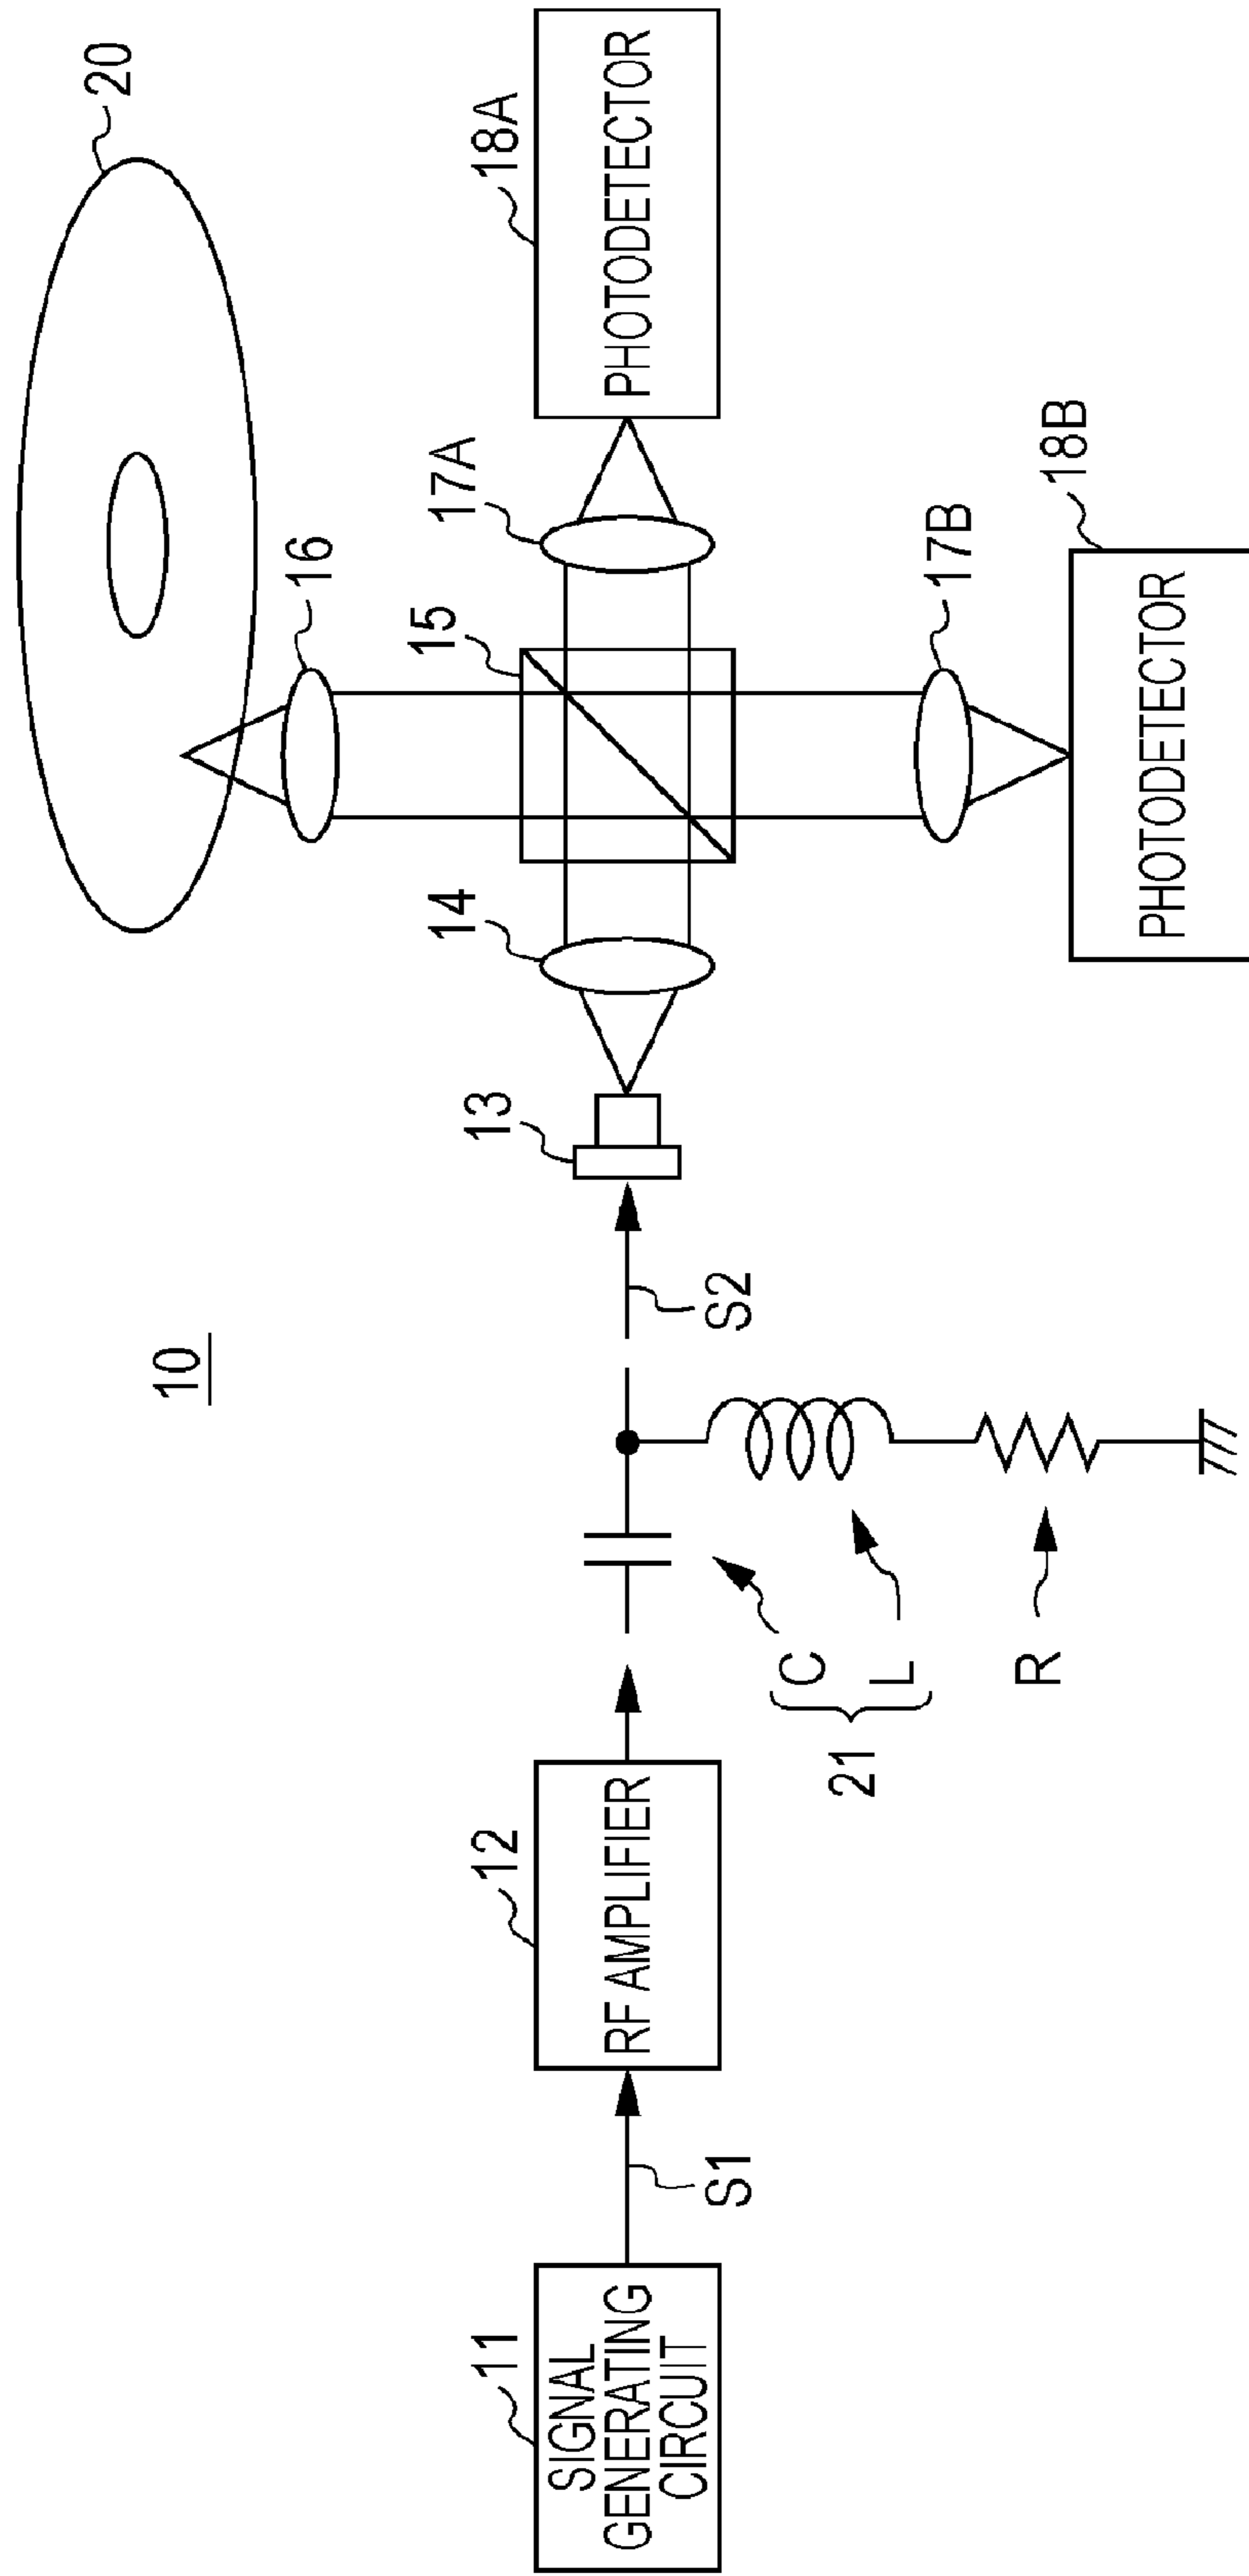 10
20
16
15
14
13
17A
18A
PHOTODETECTOR
17B
18B
PHOTODETECTOR
11
SIGNAL
GENERATING
CIRCUIT
S1
12
RF AMPLIFIER
21
C
L
R
S2